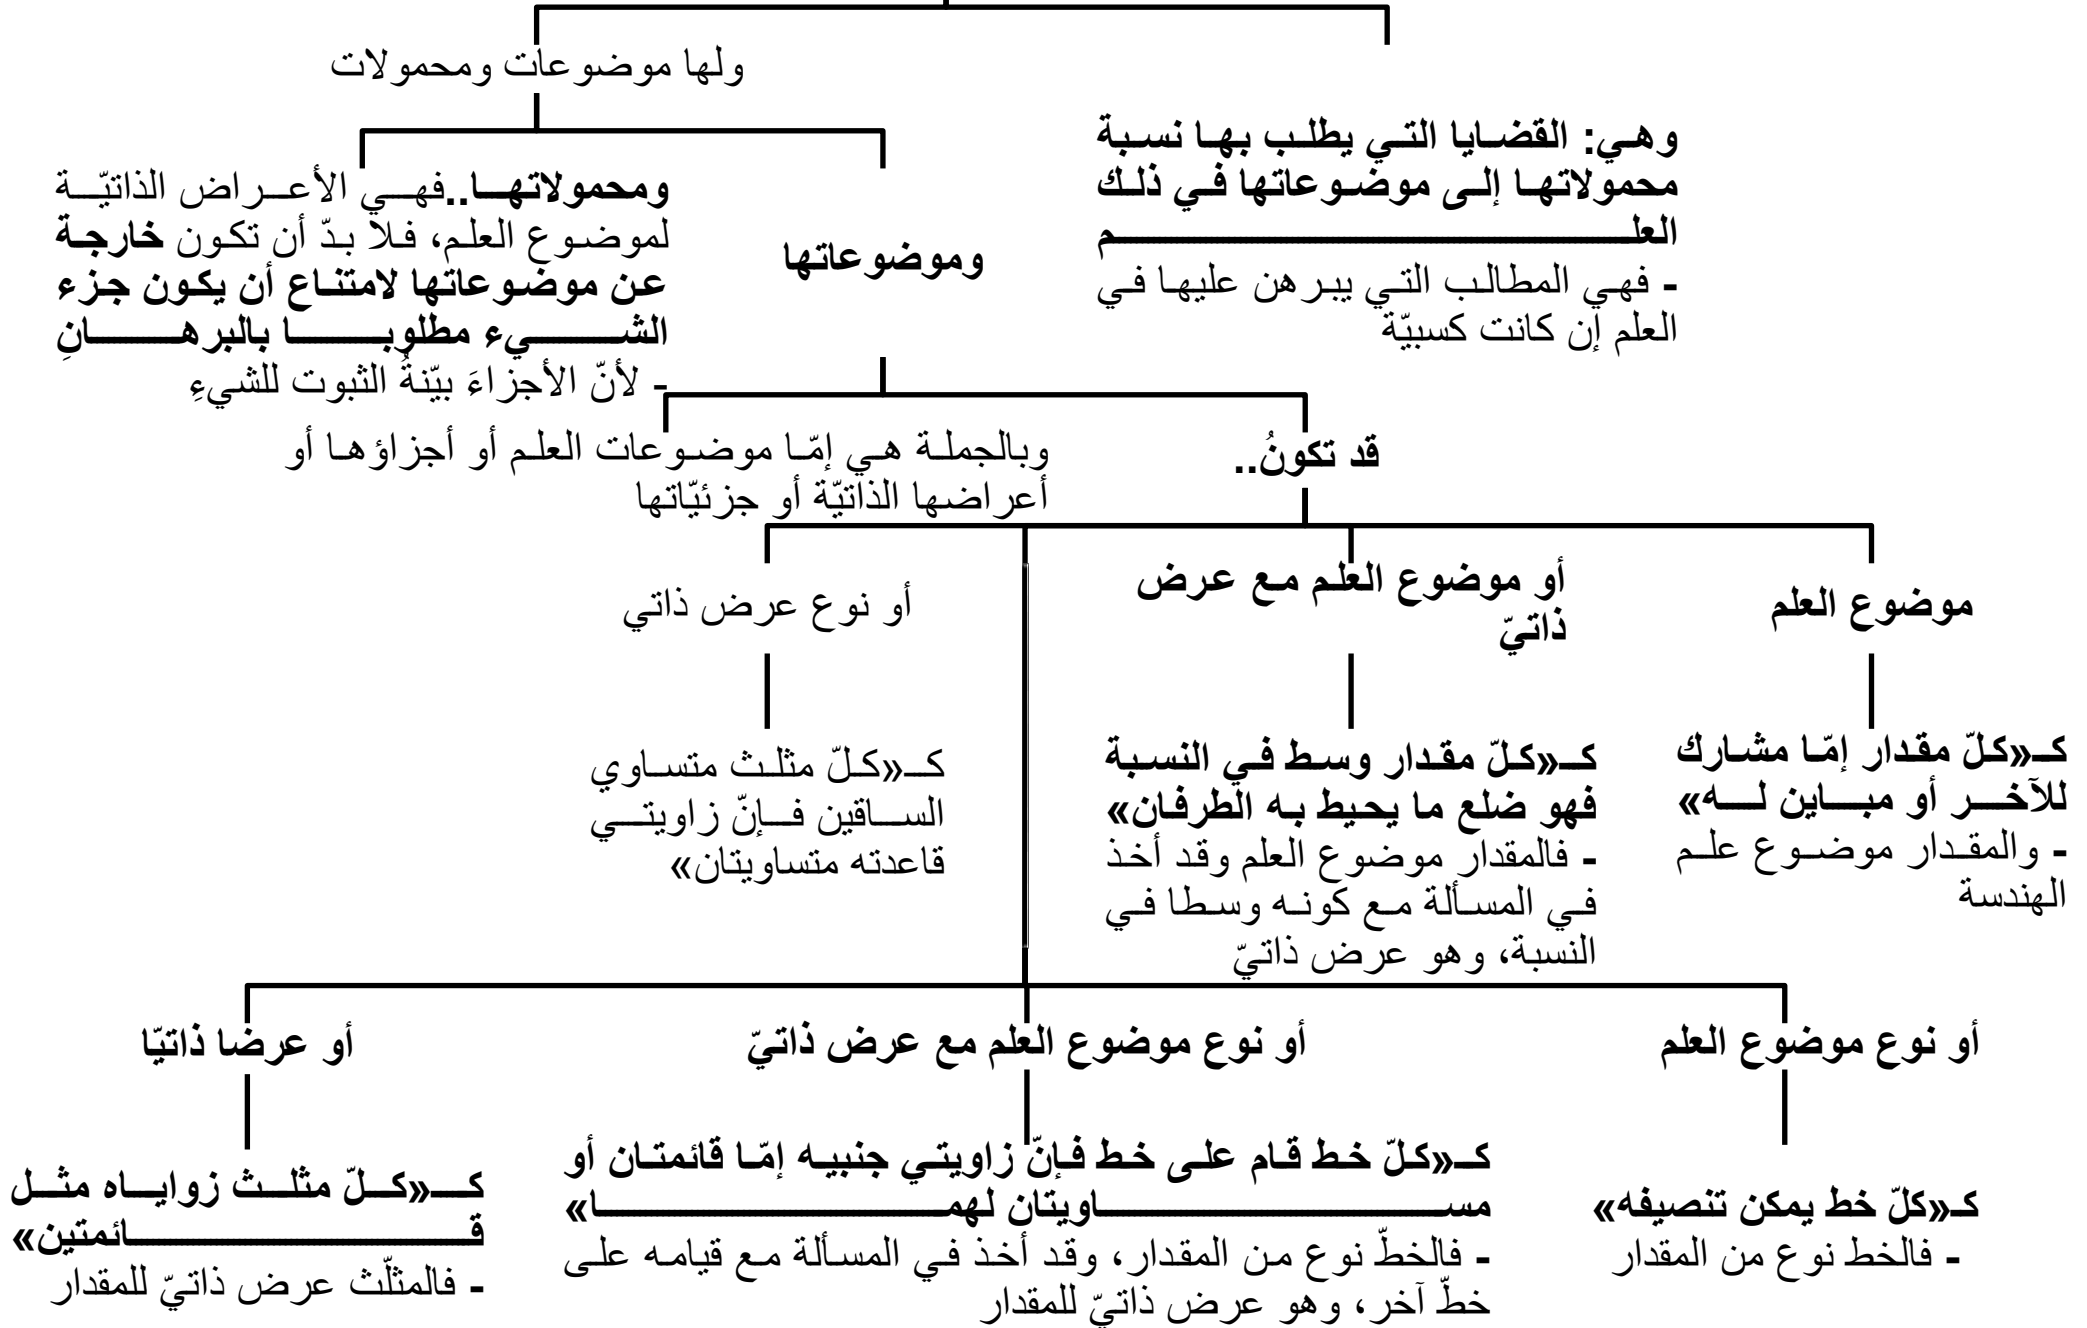 ولها موضوعات ومحمولات
وهي: القضايا التي يطلب بها نسبة
محمولاتها إلى موضوعاتها في ذلك
العلم
- فهي المطالب التي يبرهن عليها في
العلم إن كانت كسبيّة
وموضوعاتها
ومحمولاتها..فهي الأعراض الذاتيّة
لموضوع العلم، فلا بدّ أن تكون خارجة
عن موضوعاتها لامتناع أن يكون جزء
الشيء مطلوبا بالبرهانِ
- لأنّ الأجزاءَ بيّنةُ الثبوت للشيءِ
قد تكونُ..
وبالجملة هي إمّا موضوعات العلم أو أجزاؤها أو
أعراضها الذاتيّة أو جزئيّاتها
موضوع العلم
أو موضوع العلم مع عرض
ذاتيّ
أو نوع عرض ذاتي
كـ«كلّ مقدار إمّا مشارك
للآخر أو مباين له»
- والمقدار موضوع علم
الهندسة
كـ«كلّ مقدار وسط في النسبة
فهو ضلع ما يحيط به الطرفان»
- فالمقدار موضوع العلم وقد أخذ
في المسألة مع كونه وسطا في
النسبة، وهو عرض ذاتيّ
كـ«كلّ مثلث متساوي
الساقين فإنّ زاويتي
قاعدته متساويتان»
أو نوع موضوع العلم
أو نوع موضوع العلم مع عرض ذاتيّ
أو عرضا ذاتيّا
كـ«كلّ خط يمكن تنصيفه»
- فالخط نوع من المقدار
كـ«كلّ خط قام على خط فإنّ زاويتي جنبيه إمّا قائمتان أو
مساويتان لهما»
- فالخطّ نوع من المقدار، وقد أخذ في المسألة مع قيامه على
خطّ آخر، وهو عرض ذاتيّ للمقدار
كـ«كلّ مثلث زواياه مثل
قائمتين»
- فالمثلّث عرض ذاتيّ للمقدار